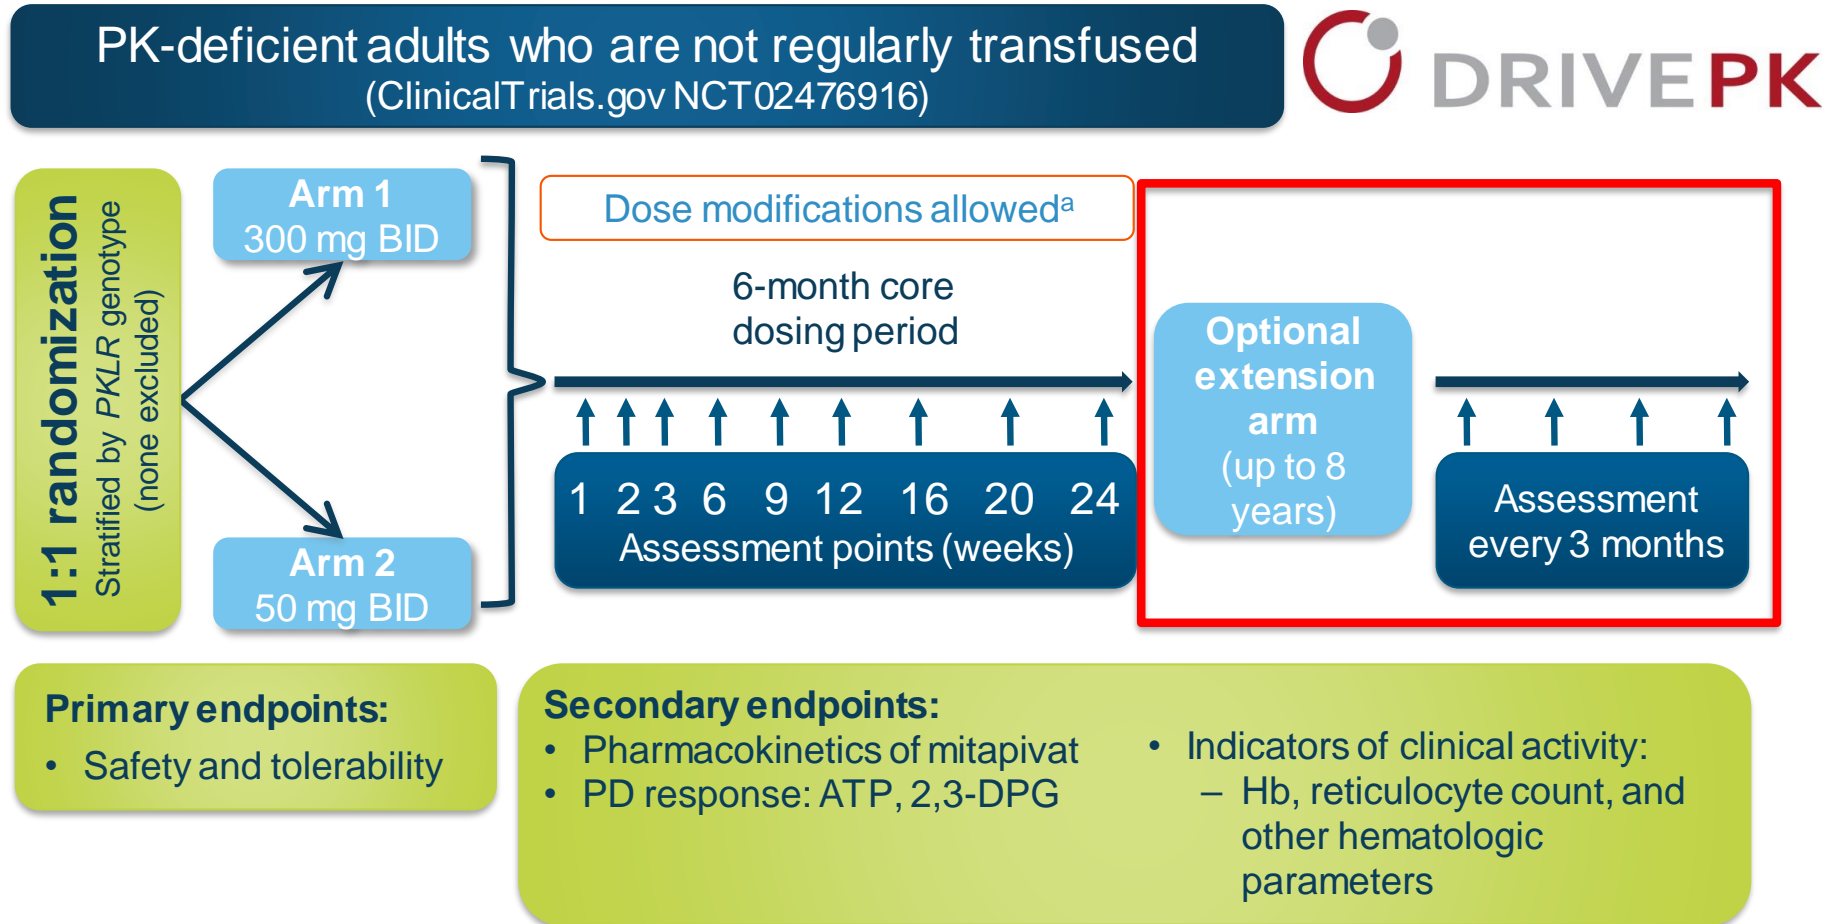 PK-deficient adults who are not regularly transfused
(ClinicalTrials.gov NCT02476916)
DRIVEPK
1:1 randomization
Stratified by PKLR genotype
(none excluded)
Arm 1
300 mg BID
Arm 2
50 mg BID
Dose modifications allowedᵃ
6-month core
dosing period
1 2 3 6 9 12 16 20 24
Assessment points (weeks)
Optional
extension
arm
(up to 8
years)
Assessment
every 3 months
Primary endpoints:
• Safety and tolerability
Secondary endpoints:
• Pharmacokinetics of mitapivat
• PD response: ATP, 2,3-DPG
• Indicators of clinical activity:
– Hb, reticulocyte count, and
other hematologic
parameters